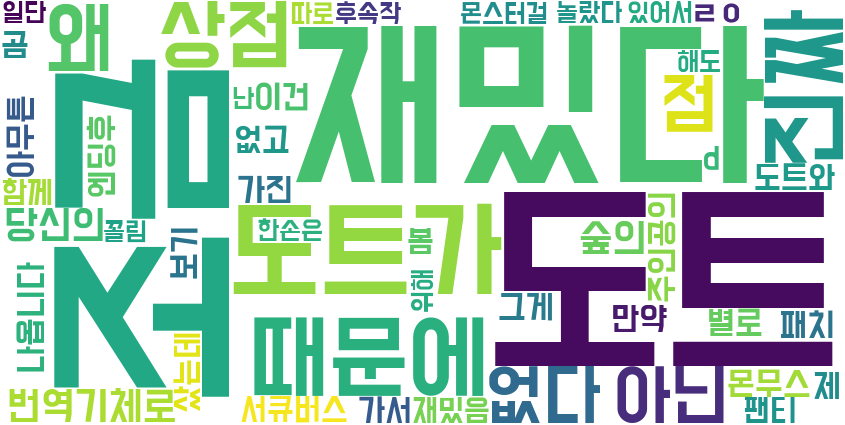 일단
왜
상점
따로
후속작
몬스터걸
놀랐다
있어서
ㄹㅇ
곰
게임
재밌다
해도
점
진짜
난
이건
없고
엔딩후
아무튼
함께
당신의
꼴림
가진
한손은
도트가
봄
위해
보기
숲의
주인공의
도트와
도트
그게
만약
별로
패치
나옵니다
저
때문에
샀는데
번역기체로
서큐버스
가서
재밌음
없다
아닌
몬무스
제
팬티